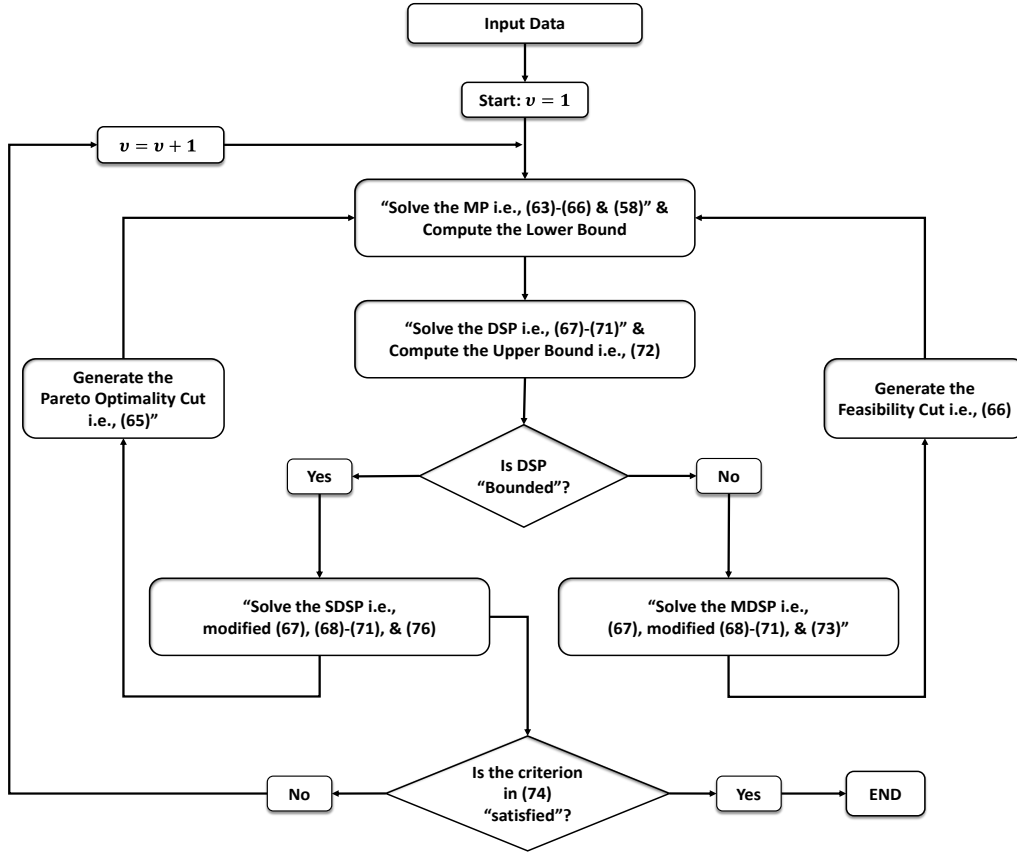 Input Data
Start: 𝝊 = 𝟏
𝝊 = 𝝊 + 𝟏
“Solve the MP i.e., (63)-(66) & (58)” &
Compute the Lower Bound
“Solve the DSP i.e., (67)-(71)” &
Compute the Upper Bound i.e., (72)
Generate the
Pareto Optimality Cut
i.e., (65)”
Generate the
Feasibility Cut i.e., (66)
Is DSP
“Bounded”?
Yes
No
“Solve the SDSP i.e.,
modified (67), (68)-(71), & (76)
“Solve the MDSP i.e.,
(67), modified (68)-(71), & (73)”
Is the criterion
in (74)
“satisfied”?
No
Yes
END